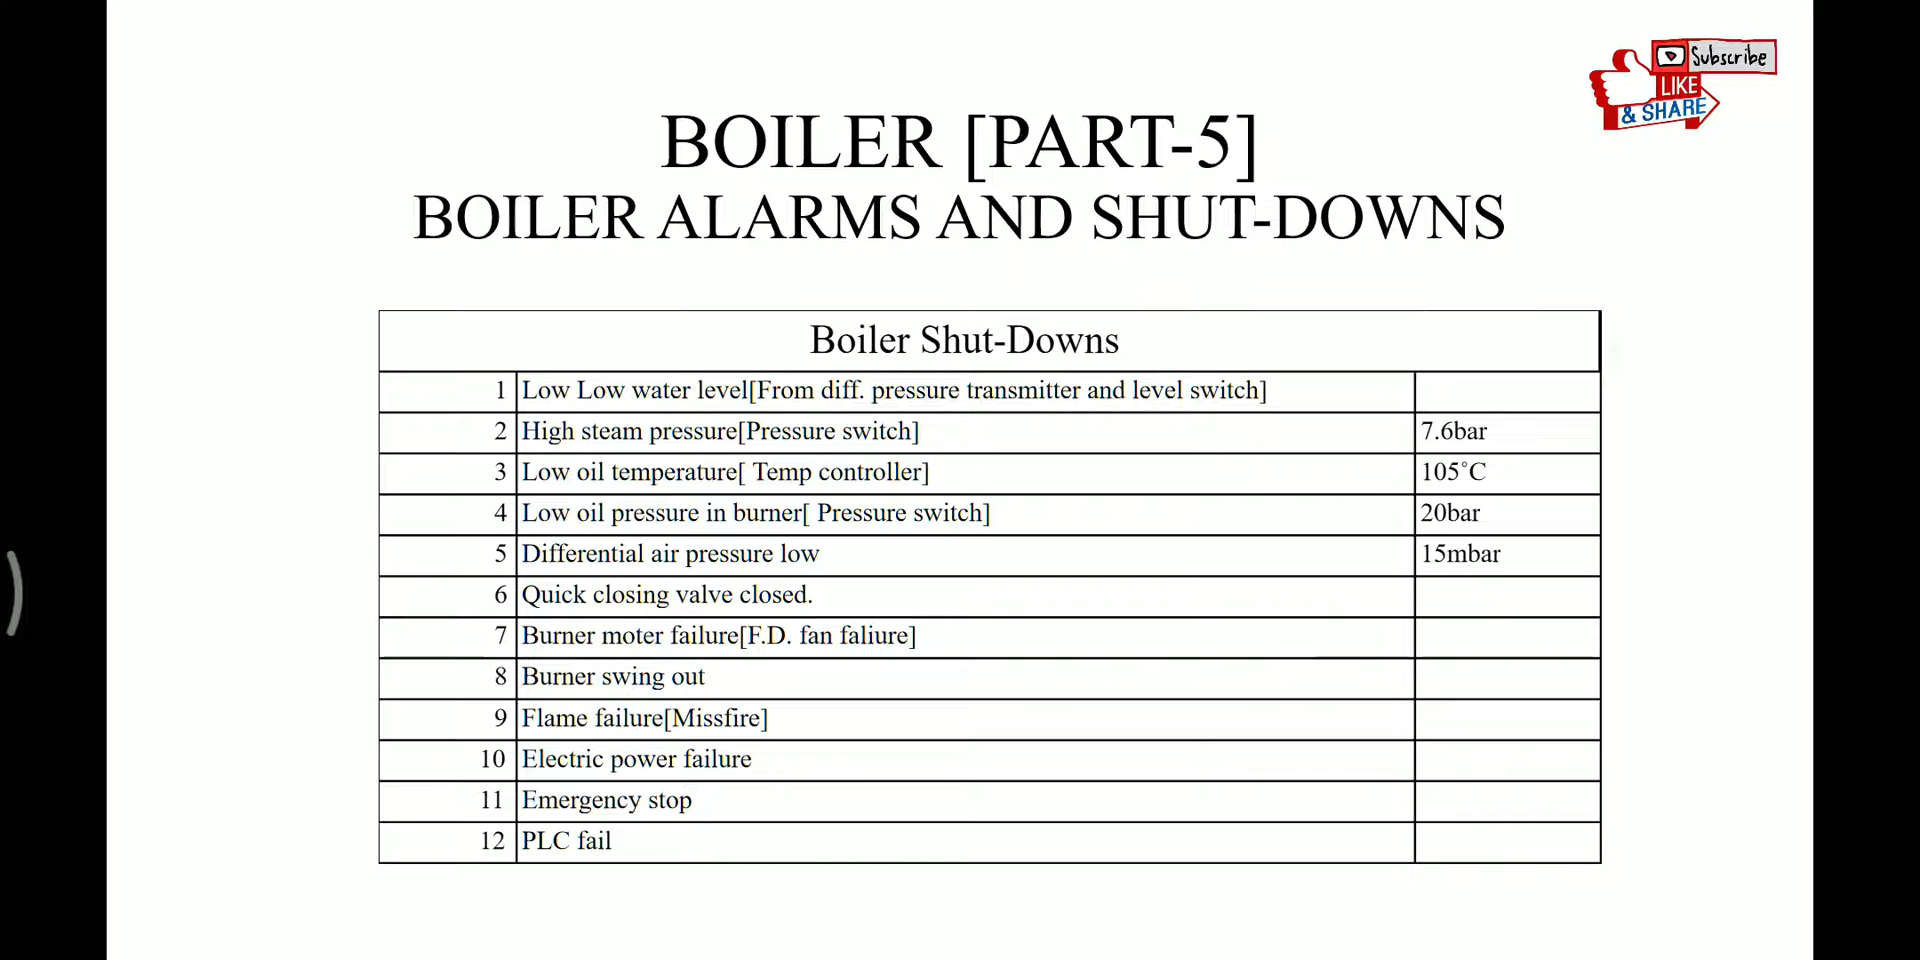 Subscribe
LIKE
& SHARE
BOILER [PART-5]
BOILER ALARMS AND SHUT-DOWNS
Boiler Shut-Downs
1 Low Low water level[From diff. pressure transmitter and level switch]
2 High steam pressure[Pressure switch] 7.6bar
3 Low oil temperature[ Temp controller] 105˚C
4 Low oil pressure in burner[ Pressure switch] 20bar
5 Differential air pressure low 15mbar
6 Quick closing valve closed.
7 Burner moter failure[F.D. fan faliure]
8 Burner swing out
9 Flame failure[Missfire]
10 Electric power failure
11 Emergency stop
12 PLC fail